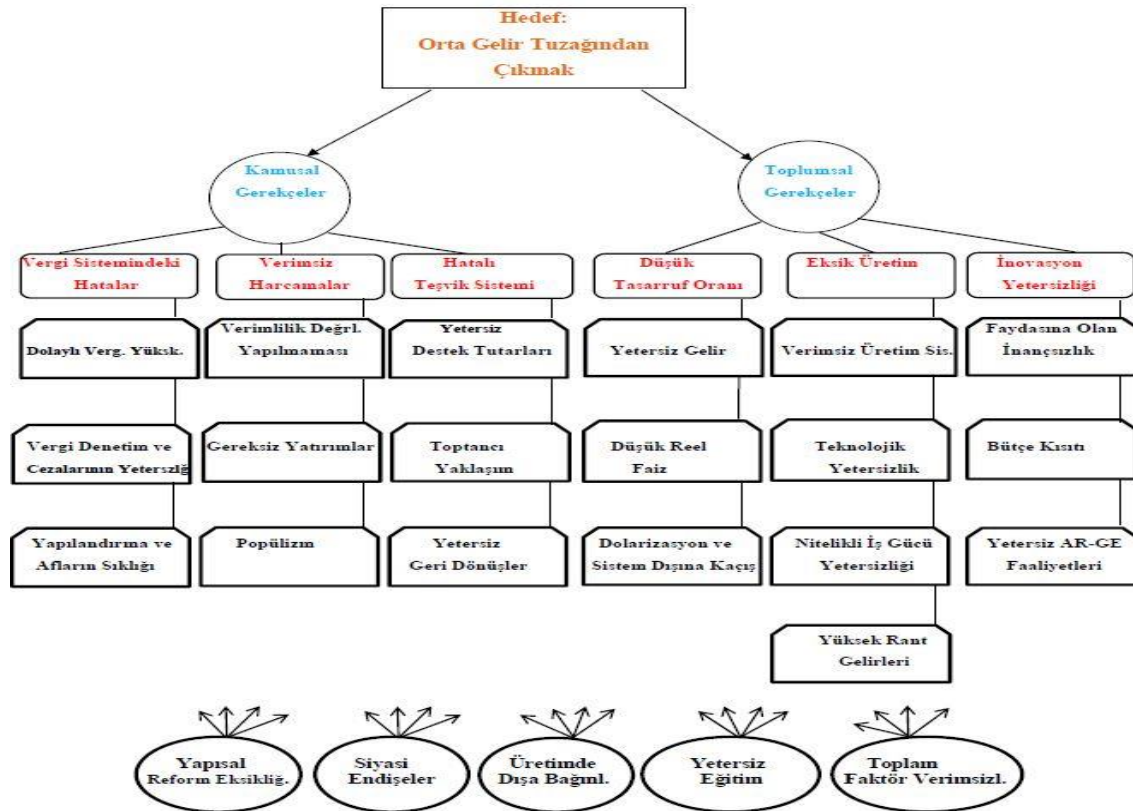 Hedef:
Orta Gelir Tuzağından
Çıkmak
Kamusal
Gerekçeler
Toplumsal
Gerekçeler
Vergi Sistemindeki
Hatalar
Verimsiz
Harcamalar
Hatalı
Teşvik Sistemi
Düşük
Tasarruf Oranı
Eksik Üretim
İnovasyon
Yetersizliği
Dolaylı Verg. Yüksk.
Verimlilik Değrl.
Yapılmaması
Yetersiz
Destek Tutarları
Yetersiz Gelir
Verimsiz Üretim Sis.
Faydasına Olan
İnançsızlık
Vergi Denetim ve
Cezalarının Yeterszlğ
Gereksiz Yatırımlar
Toptancı
Yaklaşım
Düşük Reel
Faiz
Teknolojik
Yetersizlik
Bütçe Kısıtı
Yapılandırma ve
Afların Sıklığı
Popülizm
Yetersiz
Geri Dönüşler
Dolarizasyon ve
Sistem Dışına Kaçış
Nitelikli İş Gücü
Yetersizliği
Yetersiz AR-GE
Faaliyetleri
Yüksek Rant
Gelirleri
Yapısal
Reform Eksikliğ.
Siyasi
Endişeler
Üretimde
Dışa Bağınl.
Yetersiz
Eğitim
Toplam
Faktör Verimsizl.